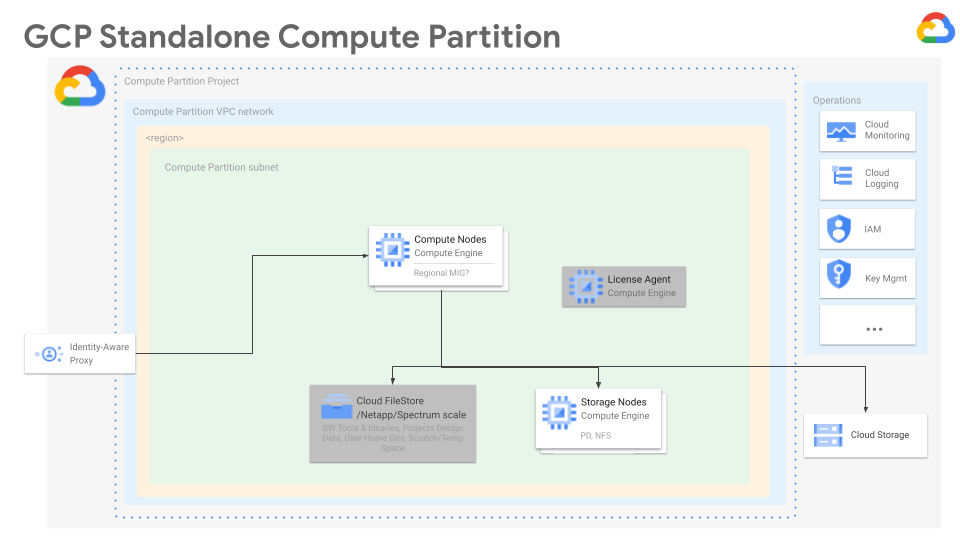 GCP Standalone Compute Partition
Compute Partition Project
Compute Partition VPC network
<region>
Compute Partition subnet
Compute Nodes
Compute Engine
Regional MIG?
License Agent
Compute Engine
Identity-Aware
Proxy
Cloud FileStore
/Netapp/Spectrum scale
SW Tools & binaries, Projects Design
Data, User Home Dirs, Scratch/Temp
Space
Storage Nodes
Compute Engine
PD, NFS
Operations
Cloud
Monitoring
Cloud
Logging
IAM
Key Mgmt
...
Cloud Storage